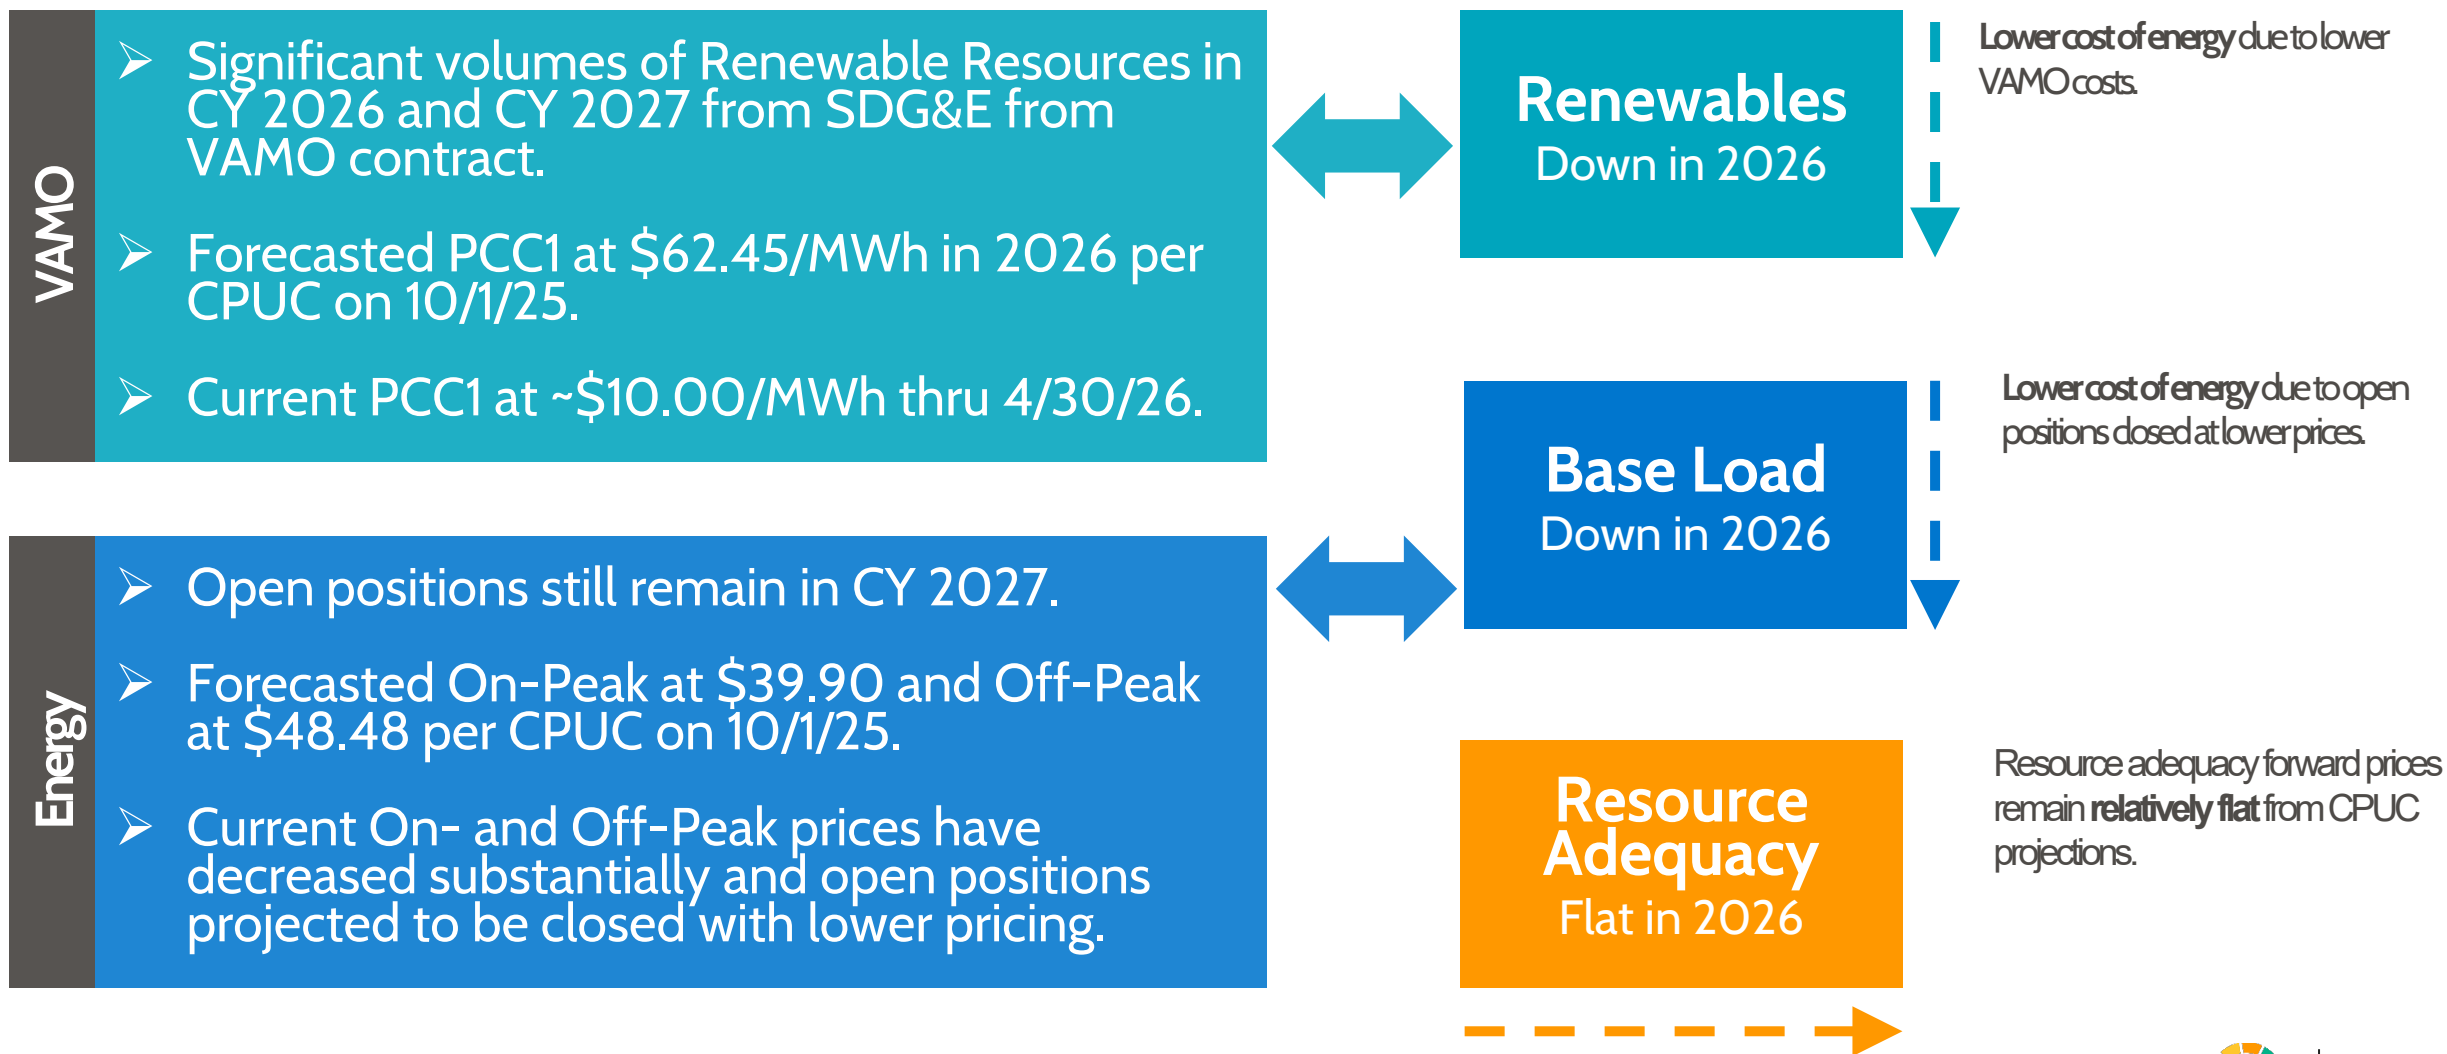 VAMO
Significant volumes of Renewable Resources in
CY 2026 and CY 2027 from SDG&E from
VAMO contract.
Forecasted PCC1 at $62.45/MWh in 2026 per
CPUC on 10/1/25.
Current PCC1 at ~$10.00/MWh thru 4/30/26.
Renewables
Down in 2026
Lower cost of energy due to lower
VAMO costs.
Base Load
Down in 2026
Lower cost of energy due to open
positions closed at lower prices.
Energy
Open positions still remain in CY 2027.
Forecasted On-Peak at $39.90 and Off-Peak
at $48.48 per CPUC on 10/1/25.
Current On- and Off-Peak prices have
decreased substantially and open positions
projected to be closed with lower pricing.
Resource
Adequacy
Flat in 2026
Resource adequacy forward prices
remain relatively flat from CPUC
projections.